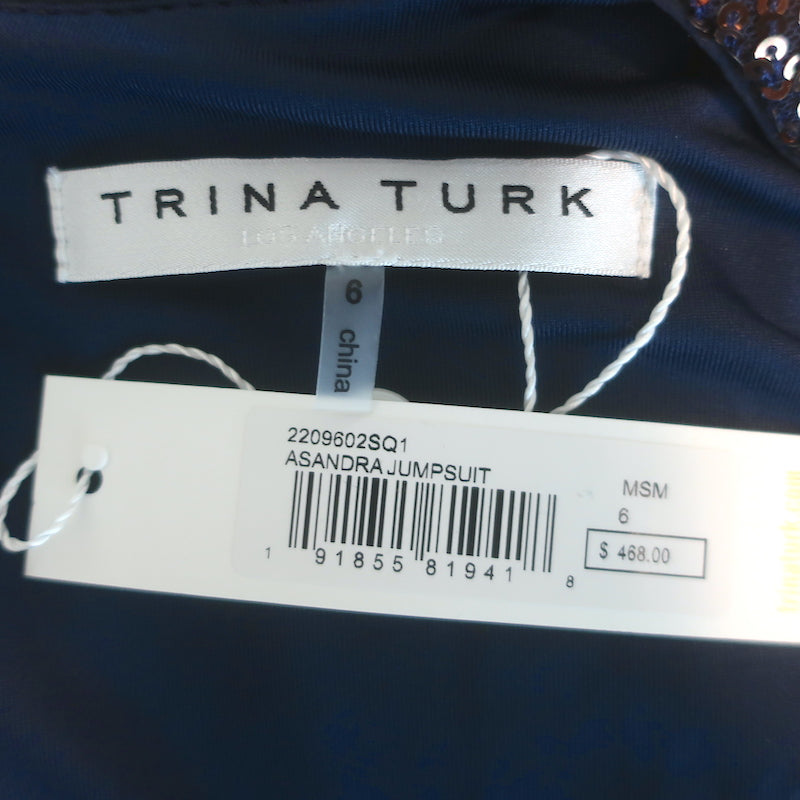 TRINA TURK
LOS ANGELES
6
china
2209602SQ1
ASANDRA JUMPSUIT
1 91855 81941 8
MSM
6
$ 468.00